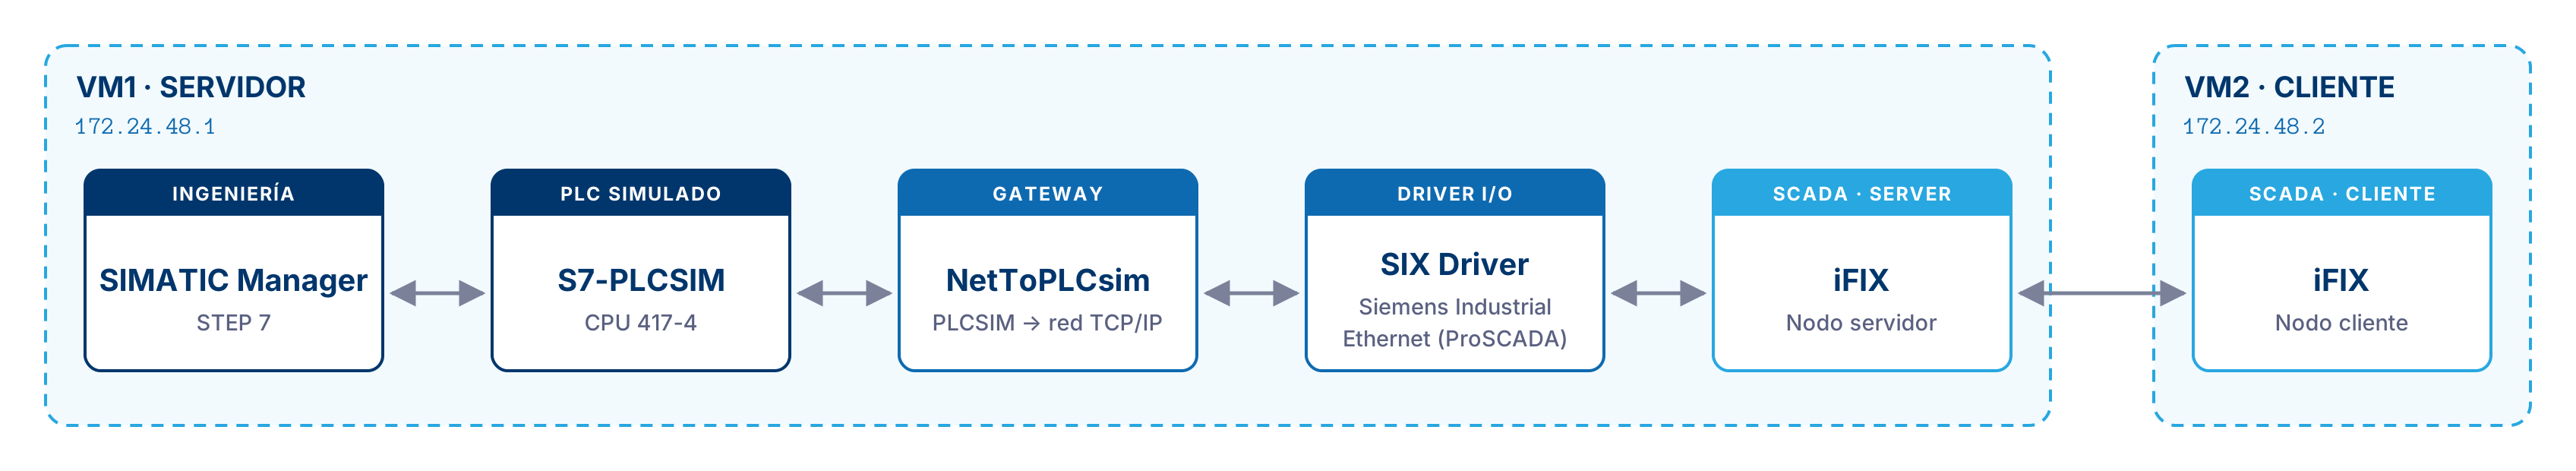 VM1 · SERVIDOR
172.24.48.1
INGENIERÍA
SIMATIC Manager
STEP 7
PLC SIMULADO
S7-PLCSIM
CPU 417-4
GATEWAY
NetToPLCsim
PLCSIM → red TCP/IP
DRIVER I/O
SIX Driver
Siemens Industrial
Ethernet (ProSCADA)
SCADA · SERVER
iFIX
Nodo servidor
VM2 · CLIENTE
172.24.48.2
SCADA · CLIENTE
iFIX
Nodo cliente